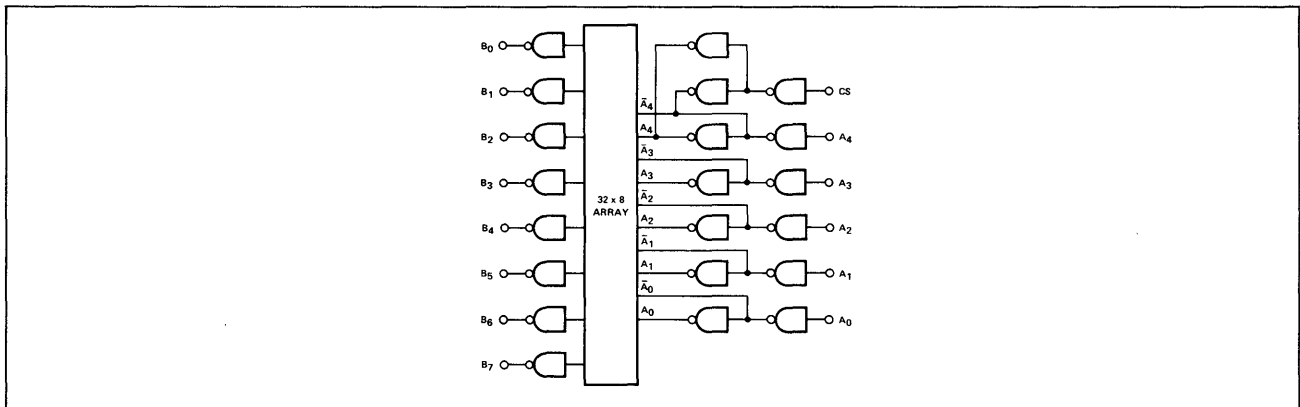 B0
B1
B2
B3
B4
B5
B6
B7
32 x 8
ARRAY
Ā4
A4
Ā3
A3
Ā2
A2
Ā1
A1
Ā0
A0
CS
A4
A3
A2
A1
A0